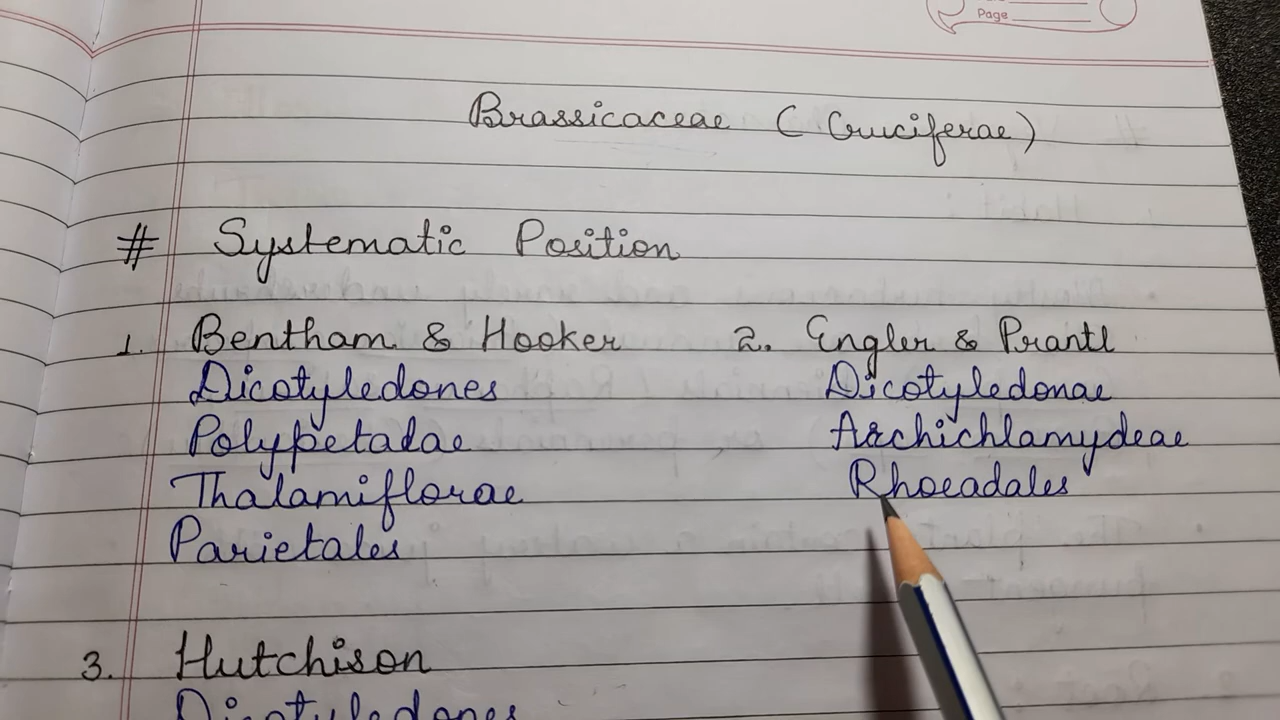 Page
Brassicaceae (Cruciferae)
# Systematic Position
1. Bentham & Hooker
Dicotyledones
Polypetalae
Thalamiflorae
Parietales
2. Engler & Prantl
Dicotyledonae
Archichlamydeae
Rhoeadales
3. Hutchison
Dicotyledones